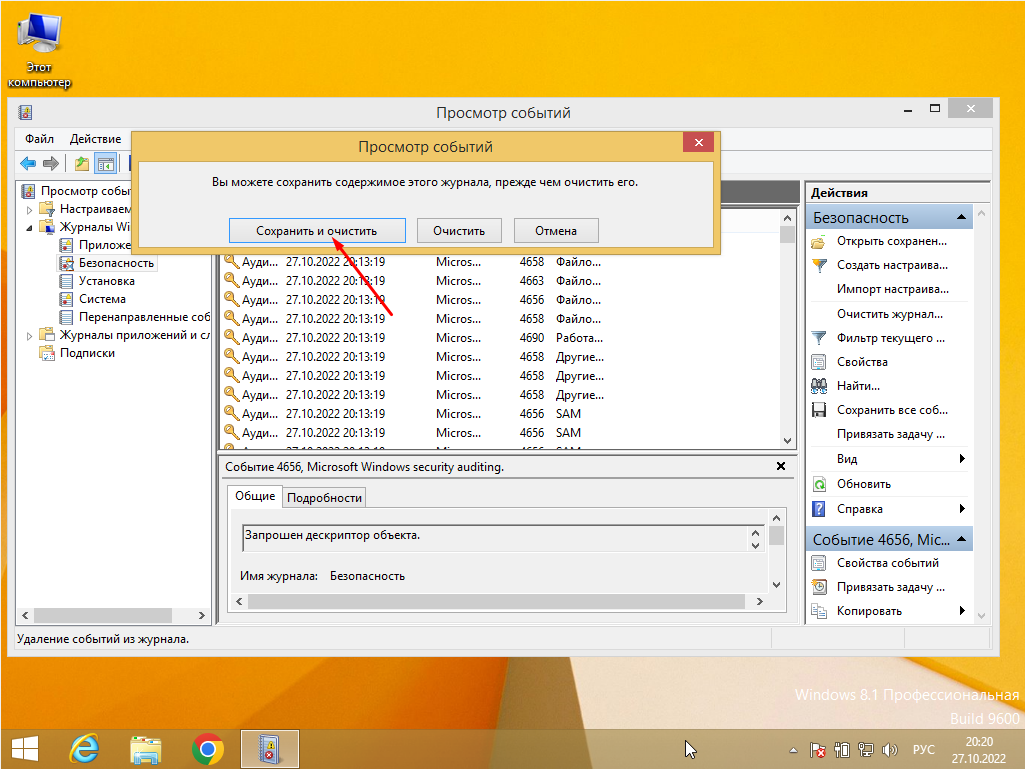 Этот
компьютер
Просмотр событий
Файл Действие
Просмотр событий
Вы можете сохранить содержимое этого журнала, прежде чем очистить его.
Сохранить и очистить Очистить Отмена
Просмотр событ
Настраиваем
Журналы Wi
Приложе
Безопасность
Установка
Система
Перенаправленные соб
Журналы приложений и сл
Подписки
Ауди... 27.10.2022 20:13:19 Micros... 4658 Файло...
Ауди... 27.10.2022 20:13:19 Micros... 4663 Файло...
Ауди... 27.10.2022 20:13:19 Micros... 4656 Файло...
Ауди... 27.10.2022 20:13:19 Micros... 4658 Файло...
Ауди... 27.10.2022 20:13:19 Micros... 4690 Работа...
Ауди... 27.10.2022 20:13:19 Micros... 4658 Другие...
Ауди... 27.10.2022 20:13:19 Micros... 4658 Другие...
Ауди... 27.10.2022 20:13:19 Micros... 4658 Другие...
Ауди... 27.10.2022 20:13:19 Micros... 4656 SAM
Ауди... 27.10.2022 20:13:19 Micros... 4656 SAM
Событие 4656, Microsoft Windows security auditing.
Общие Подробности
Запрошен дескриптор объекта.
Имя журнала: Безопасность
Действия
Безопасность
Открыть сохранен...
Создать настраива...
Импорт настраива...
Очистить журнал...
Фильтр текущего ...
Свойства
Найти...
Сохранить все соб...
Привязать задачу ...
Вид
Обновить
Справка
Событие 4656, Mic...
Свойства событий
Привязать задачу ...
Копировать
Удаление событий из журнала.
Windows 8.1 Профессиональная
Build 9600
РУС
20:20
27.10.2022